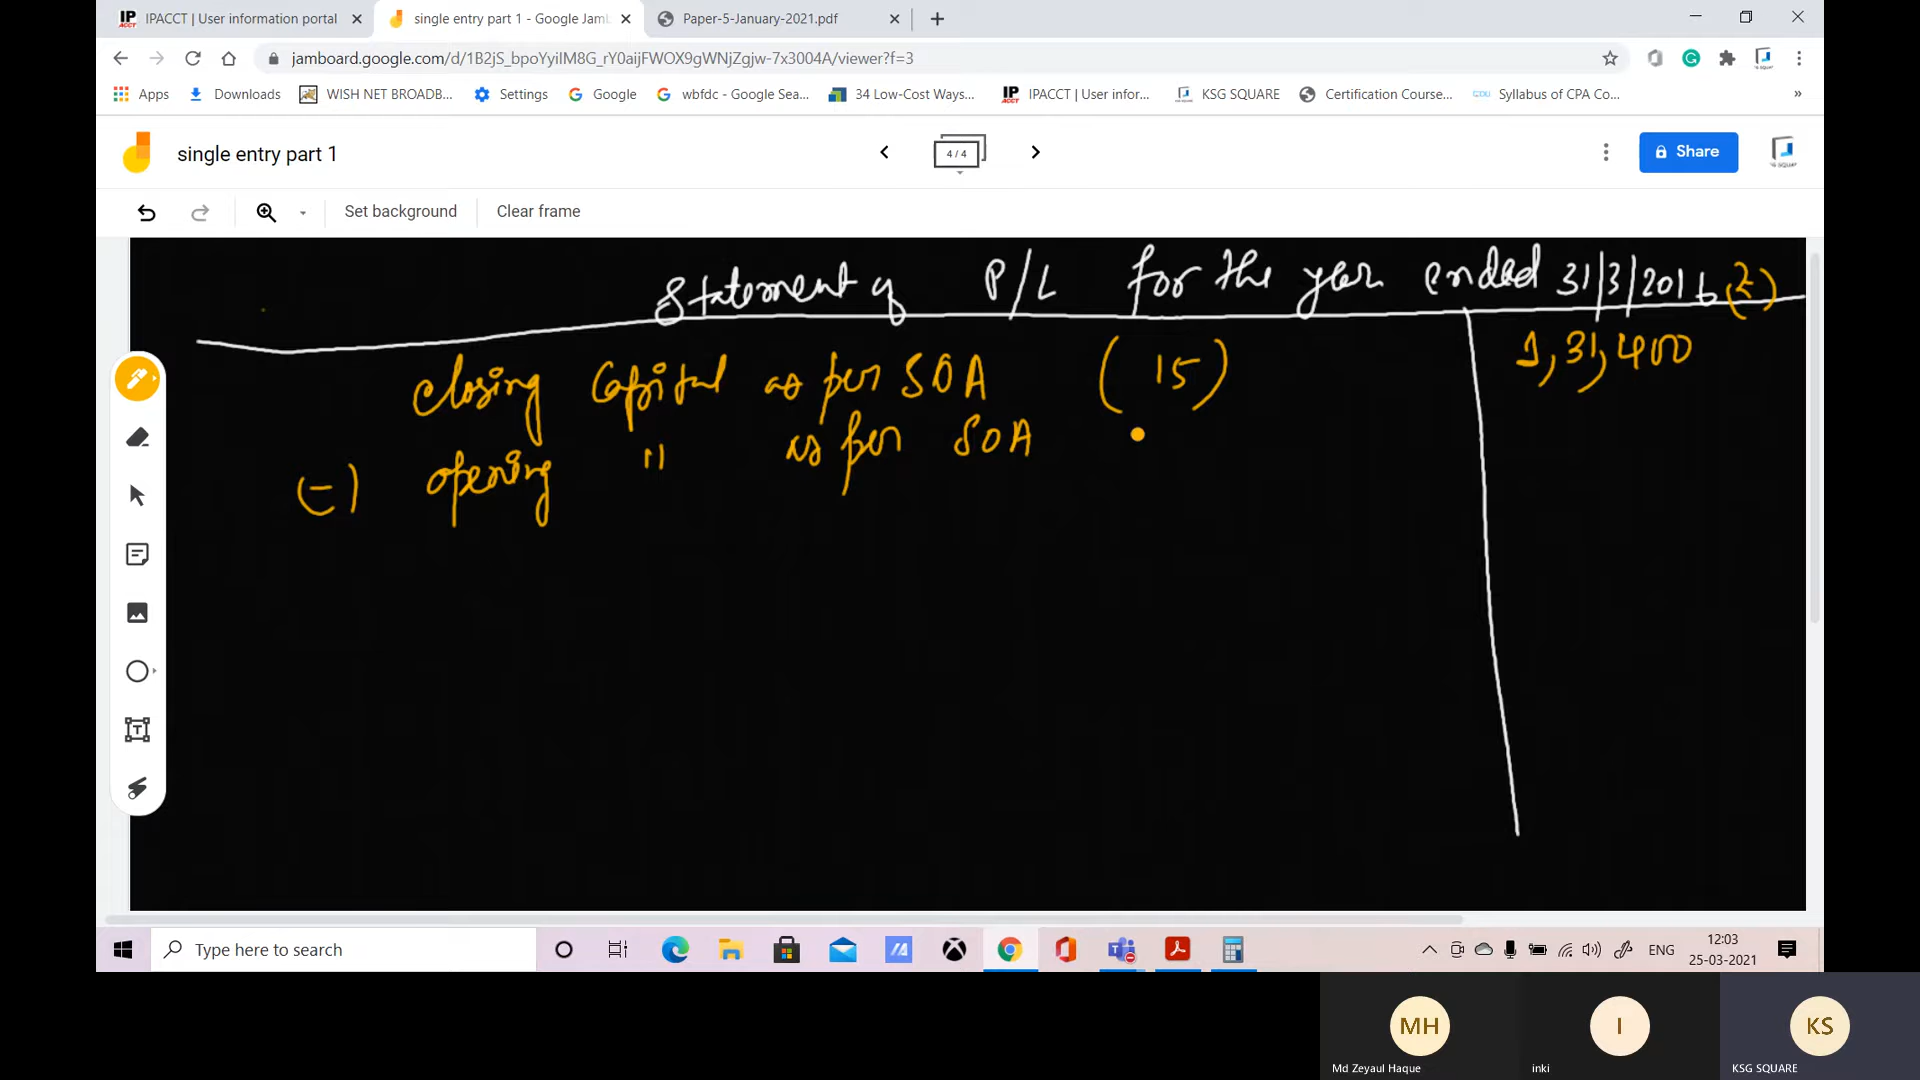 IPACCT | User information portal
single entry part 1 - Google Jamb
Paper-5-January-2021.pdf
jamboard.google.com/d/1B2jS_bpoYyiIM8G_rY0aijFWOX9gWNjZgjw-7x3004A/viewer?f=3
Apps Downloads WISH NET BROADB... Settings Google wbfdc - Google Sea... 34 Low-Cost Ways... IPACCT | User infor... KSG SQUARE Certification Course... Syllabus of CPA Co... »
single entry part 1
4 / 4
Share
Set background Clear frame
Statement of P/L for the year ended 31/3/2016 (2)
closing Capital as per SOA (15) 1,31,400
(-) opening " as per SOA
Type here to search
ENG
12:03
25-03-2021
MH I KS
Md Zeyaul Haque inki KSG SQUARE